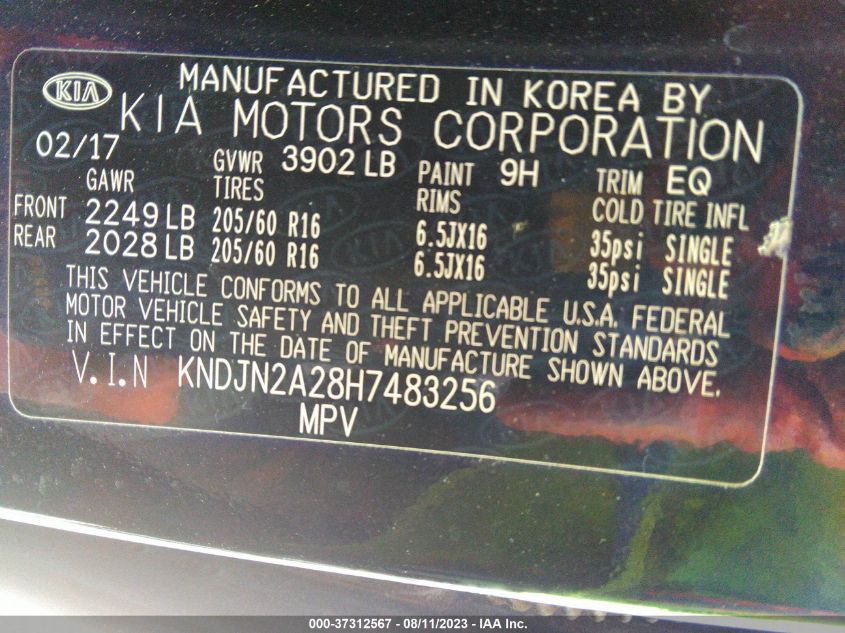 KIA MANUFACTURED IN KOREA BY
KIA MOTORS CORPORATION
02/17 GVWR 3902 LB PAINT 9H TRIM EQ
GAWR TIRES RIMS COLD TIRE INFL
FRONT 2249 LB 205/60 R16 6.5JX16 35psi SINGLE
REAR 2028 LB 205/60 R16 6.5JX16 35psi SINGLE
THIS VEHICLE CONFORMS TO ALL APPLICABLE U.S.A. FEDERAL
MOTOR VEHICLE SAFETY AND THEFT PREVENTION STANDARDS
IN EFFECT ON THE DATE OF MANUFACTURE SHOWN ABOVE.
V.I.N KNDJN2A28H7483256
MPV
000-37312567 - 08/11/2023 - IAA Inc.